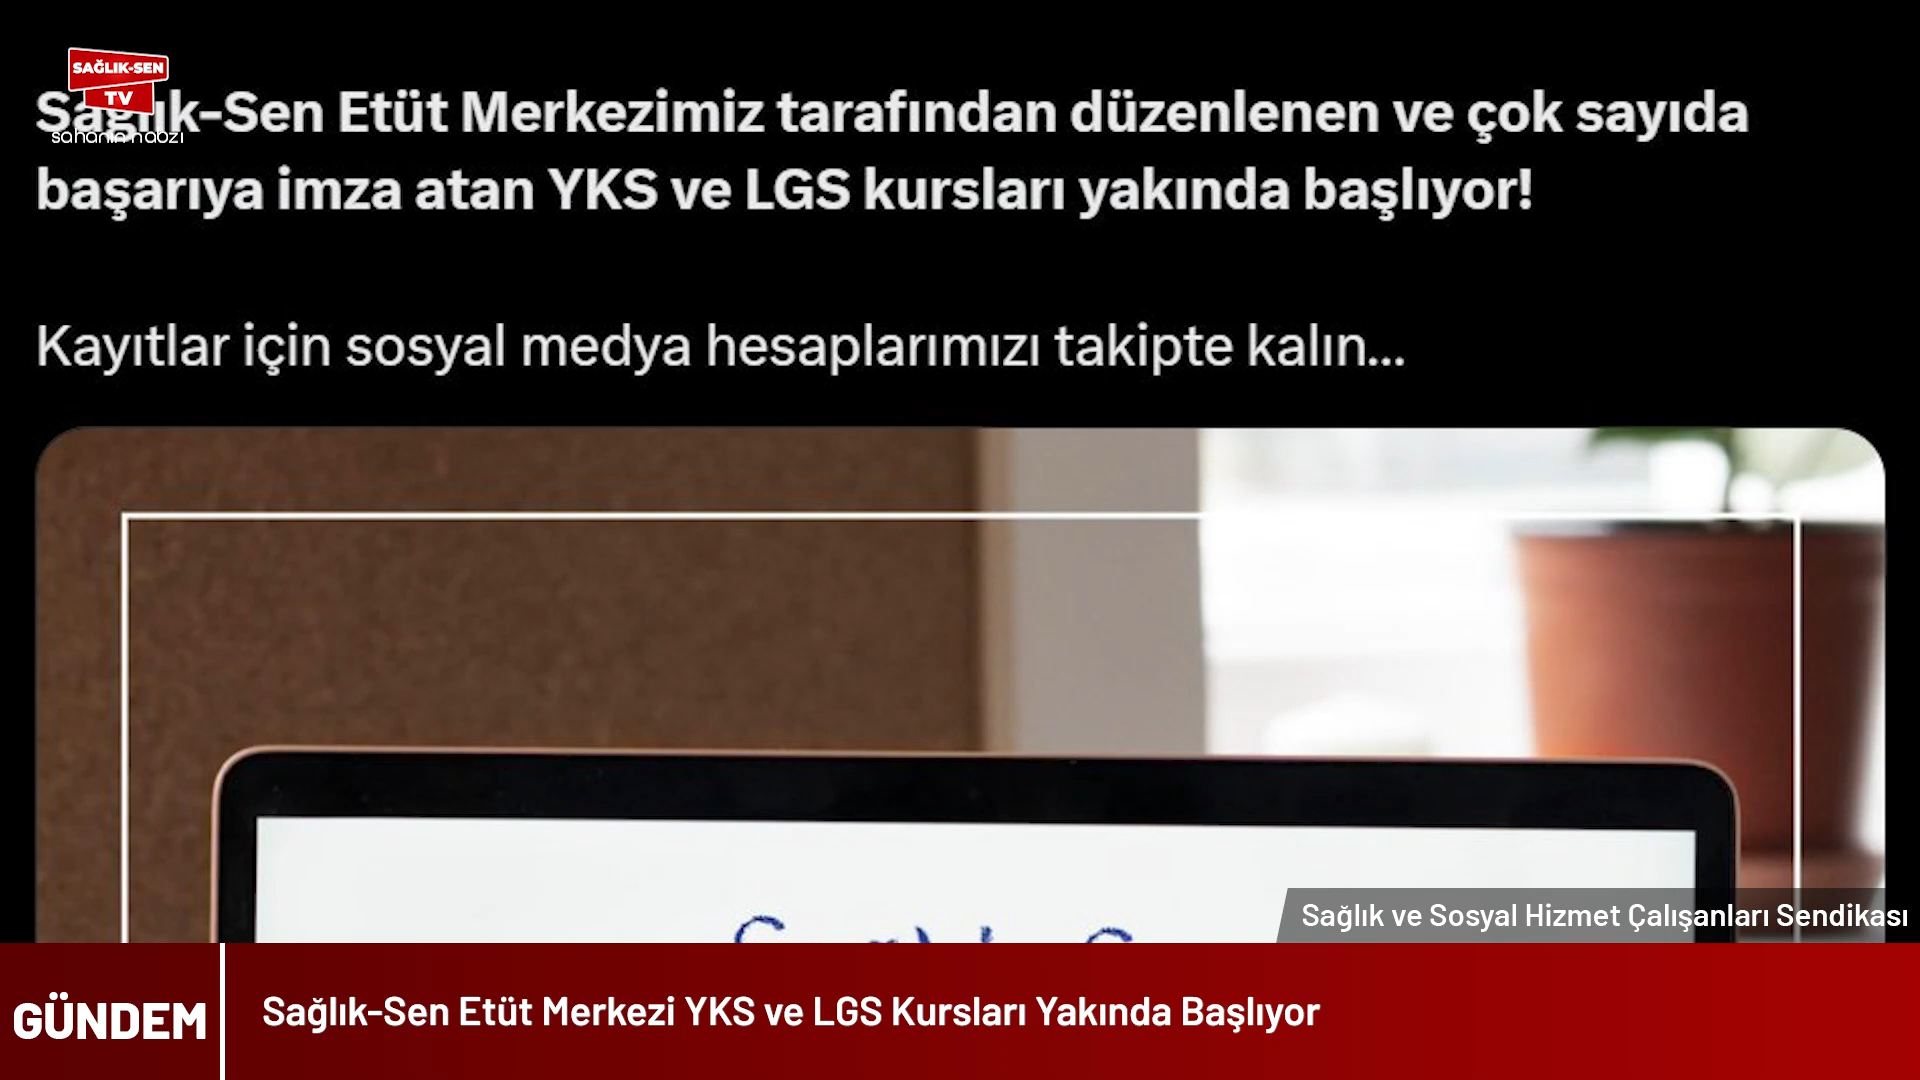 SAĞLIK-SEN
TV
sahanın nabzı
Sağlık-Sen Etüt Merkezimiz tarafından düzenlenen ve çok sayıda
başarıya imza atan YKS ve LGS kursları yakında başlıyor!
Kayıtlar için sosyal medya hesaplarımızı takipte kalın...
Sağlık ve Sosyal Hizmet Çalışanları Sendikası
GÜNDEM
Sağlık-Sen Etüt Merkezi YKS ve LGS Kursları Yakında Başlıyor